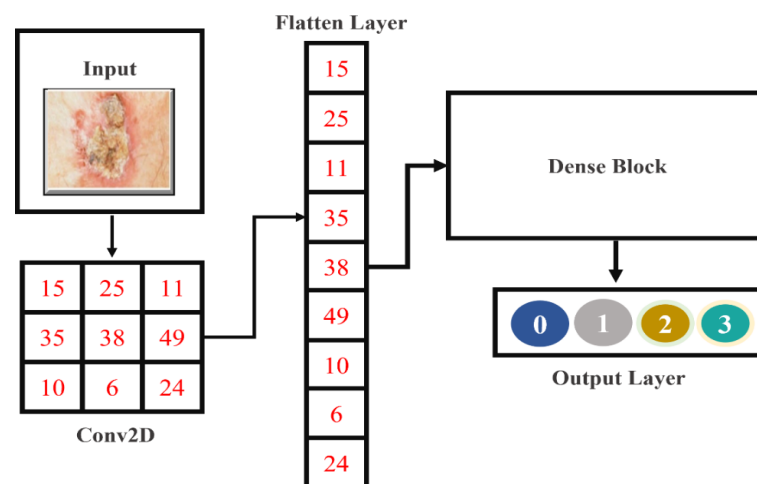 Flatten Layer
Input
15
25
11
35
38
49
10
6
24
Dense Block
15 25 11
35 38 49
10 6 24
Conv2D
0 1 2 3
Output Layer